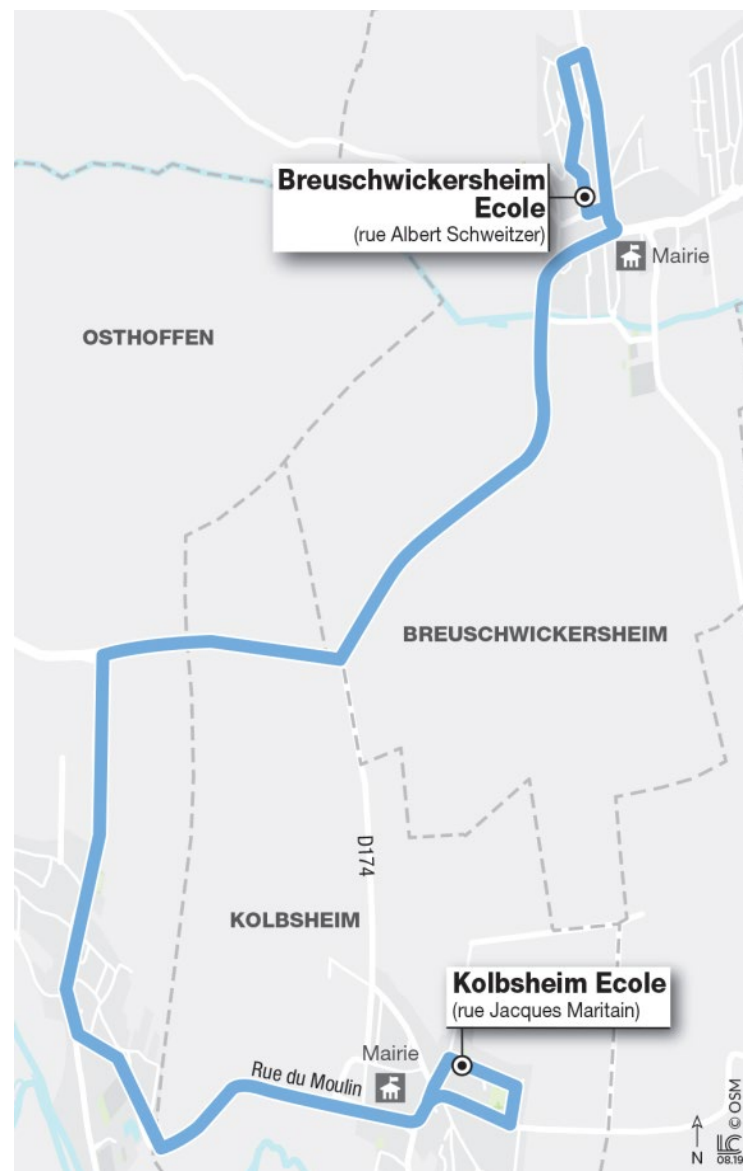 Breuschwickersheim
Ecole
(rue Albert Schweitzer)
Mairie
OSTHOFFEN
BREUSCHWICKERSHEIM
D174
KOLBSHEIM
Kolbsheim Ecole
(rue Jacques Maritain)
Mairie
Rue du Moulin
N
LC
08.19
© OSM